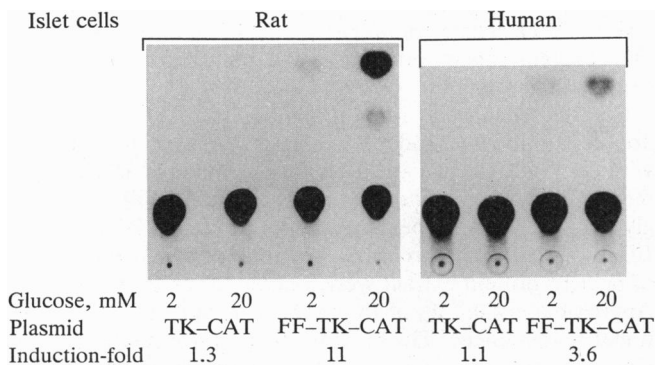 Islet cells Rat Human
Glucose, mM 2 20 2 20 2 20 2 20
Plasmid TK–CAT FF–TK–CAT TK–CAT FF–TK–CAT
Induction-fold 1.3 11 1.1 3.6